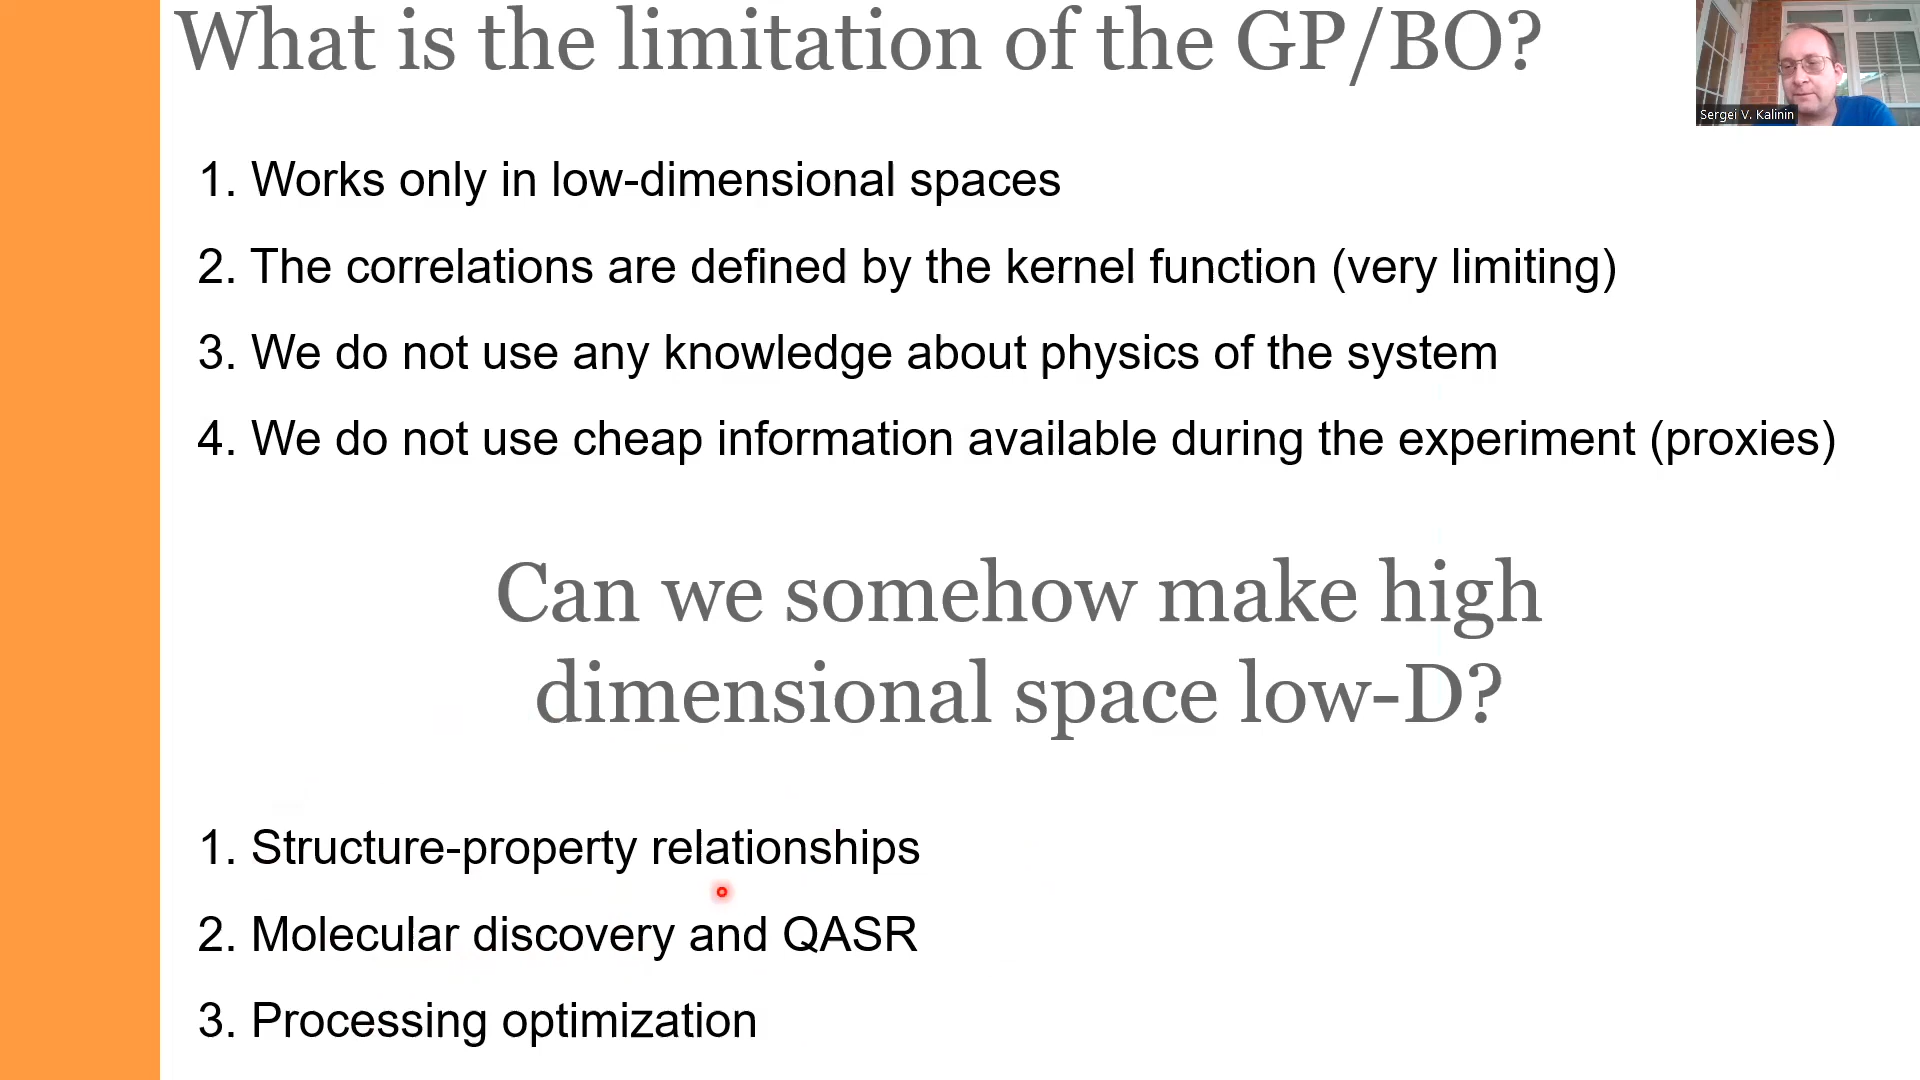 What is the limitation of the GP/BO?
Sergei V. Kalinin
1. Works only in low-dimensional spaces
2. The correlations are defined by the kernel function (very limiting)
3. We do not use any knowledge about physics of the system
4. We do not use cheap information available during the experiment (proxies)
Can we somehow make high
dimensional space low-D?
1. Structure-property relationships
2. Molecular discovery and QASR
3. Processing optimization